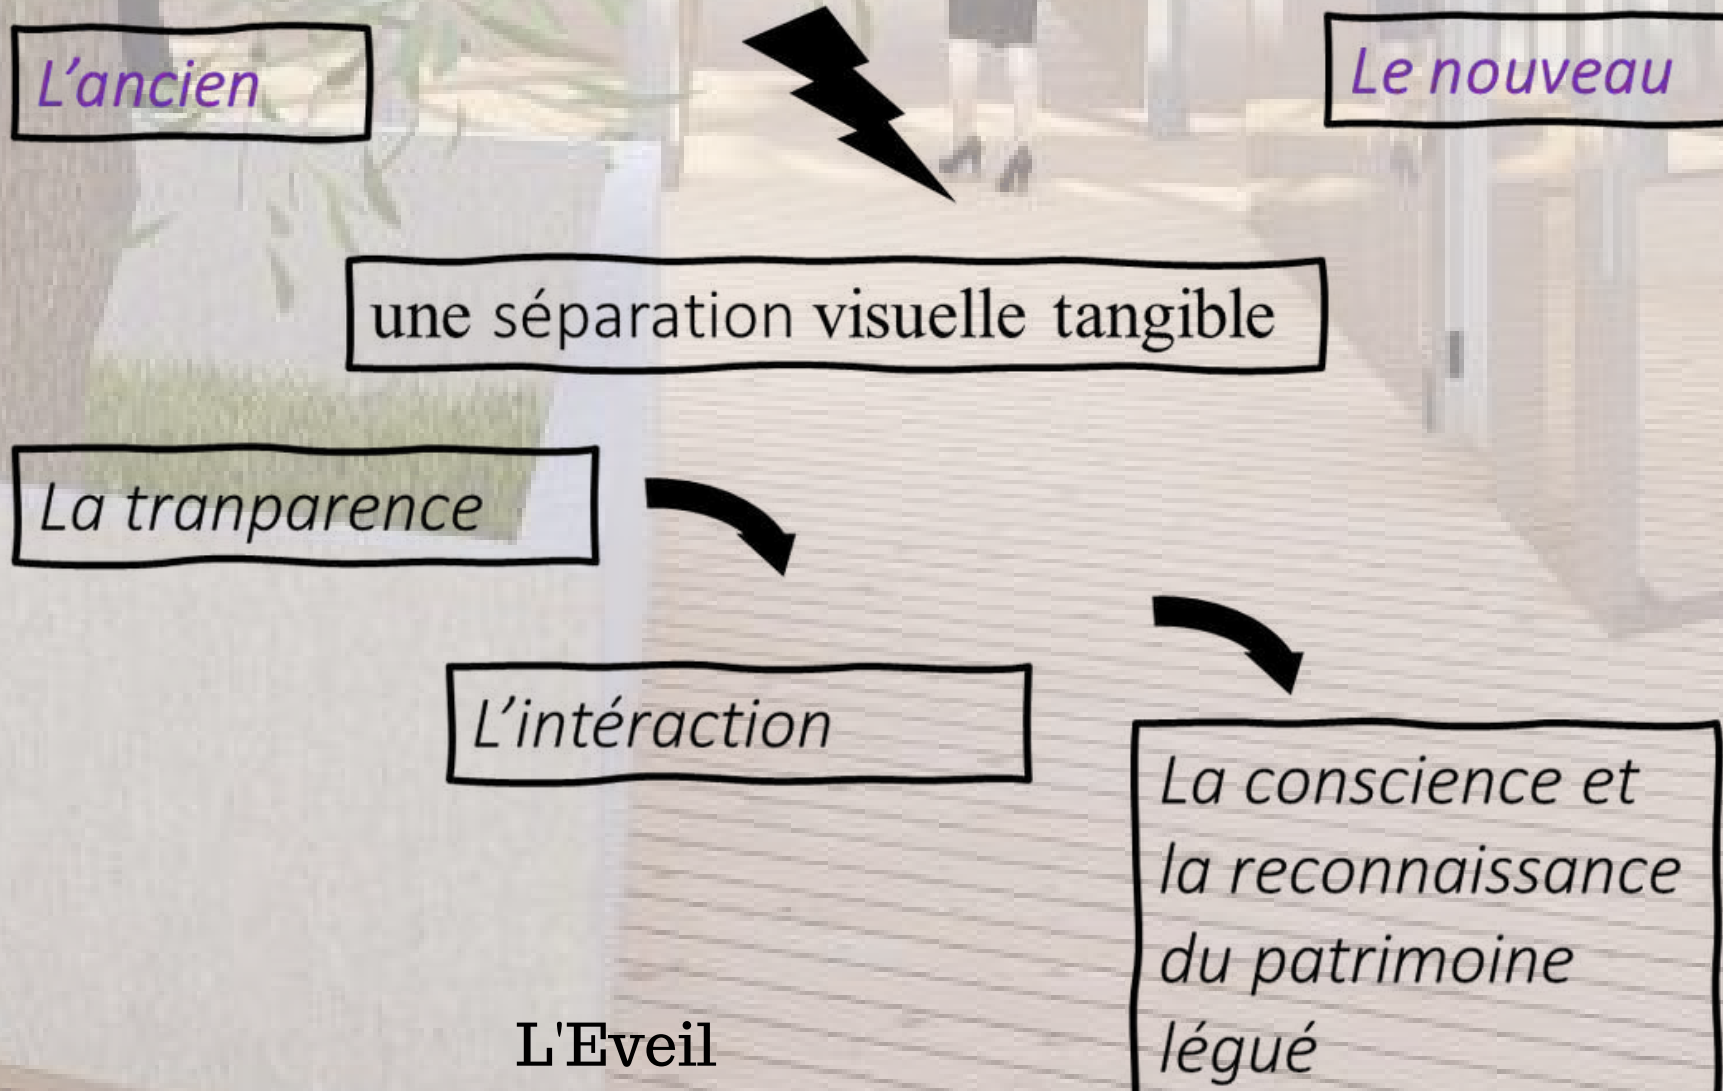 L’ancien
Le nouveau
une séparation visuelle tangible
La tranparence
L’intéraction
La conscience et
la reconnaissance
du patrimoine
légué
L'Eveil